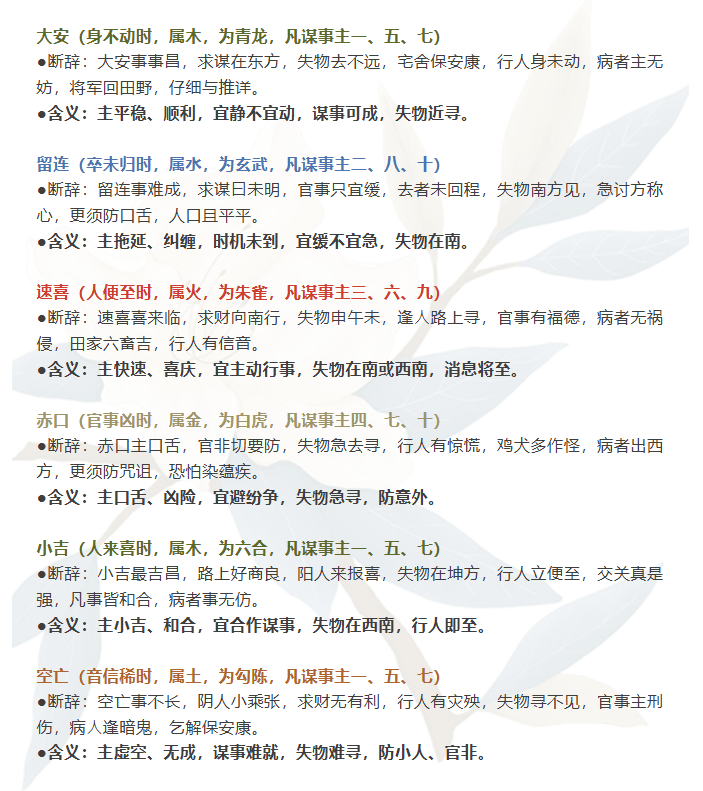 大安（身不动时，属木，为青龙，凡谋事主一、五、七）
●断辞：大安事事昌，求谋在东方，失物去不远，宅舍保安康，行人身未动，病者主无
妨，将军回田野，仔细与推详。
●含义：主平稳、顺利，宜静不宜动，谋事可成，失物近寻。
留连（卒未归时，属水，为玄武，凡谋事主二、八、十）
●断辞：留连事难成，求谋日未明，官事只宜缓，去者未回程，失物南方见，急讨方称
心，更须防口舌，人口且平平。
●含义：主拖延、纠缠，时机未到，宜缓不宜急，失物在南。
速喜（人便至时，属火，为朱雀，凡谋事主三、六、九）
●断辞：速喜喜来临，求财向南行，失物申午未，逢人路上寻，官事有福德，病者无祸
侵，田家六畜吉，行人有信音。
●含义：主快速、喜庆，宜主动行事，失物在南或西南，消息将至。
赤口（官事凶时，属金，为白虎，凡谋事主四、七、十）
●断辞：赤口主口舌，官非切要防，失物急去寻，行人有惊慌，鸡犬多作怪，病者出西
方，更须防咒诅，恐怕染蕴疾。
●含义：主口舌、凶险，宜避纷争，失物急寻，防意外。
小吉（人来喜时，属木，为六合，凡谋事主一、五、七）
●断辞：小吉最吉昌，路上好商良，阳人来报喜，失物在坤方，行人立便至，交关真是
强，凡事皆和合，病者事无仿。
●含义：主小吉、和合，宜合作谋事，失物在西南，行人即至。
空亡（音信稀时，属土，为勾陈，凡谋事主一、五、七）
●断辞：空亡事不长，阴人小乘张，求财无有利，行人有灾殃，失物寻不见，官事主刑
伤，病人逢暗鬼，乞解保安康。
●含义：主虚空、无成，谋事难就，失物难寻，防小人、官非。